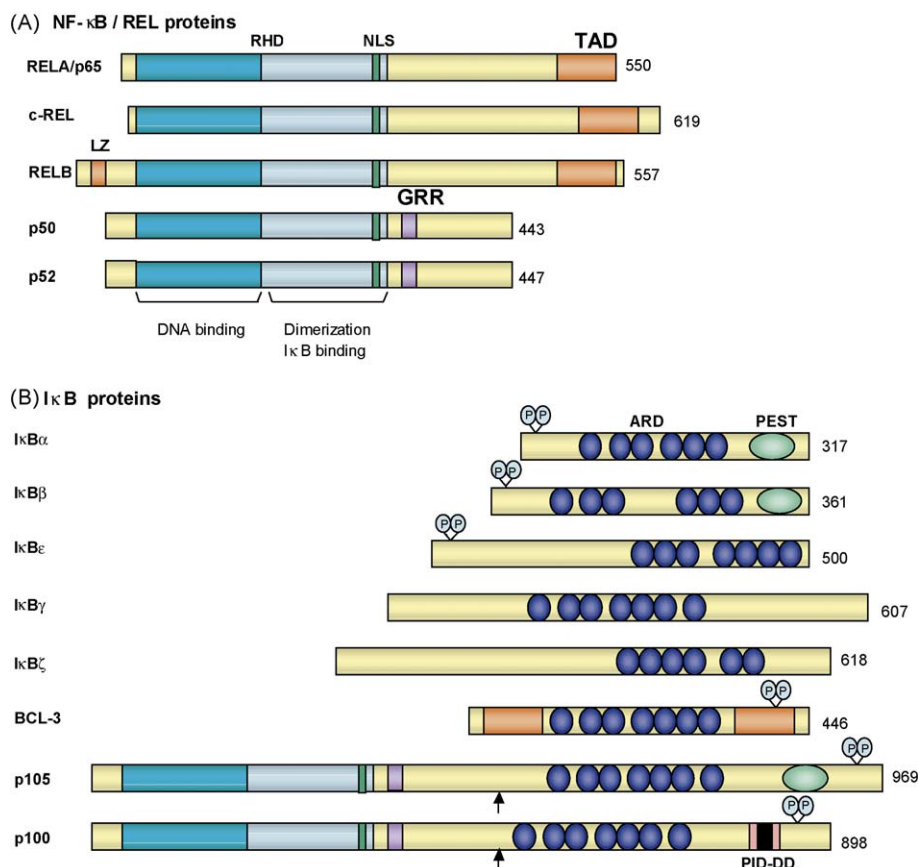 (A) NF-κB / REL proteins
RHD NLS TAD
RELA/p65 550
c-REL 619
LZ
RELB 557
GRR
p50 443
p52 447
DNA binding Dimerization
IκB binding
(B) IκB proteins
P P ARD PEST
IκBα 317
P P
IκBβ 361
P P
IκBε 500
IκBγ 607
IκBζ 618
P P
BCL-3 446
P P
p105 969
P P
p100 898
PID-DD